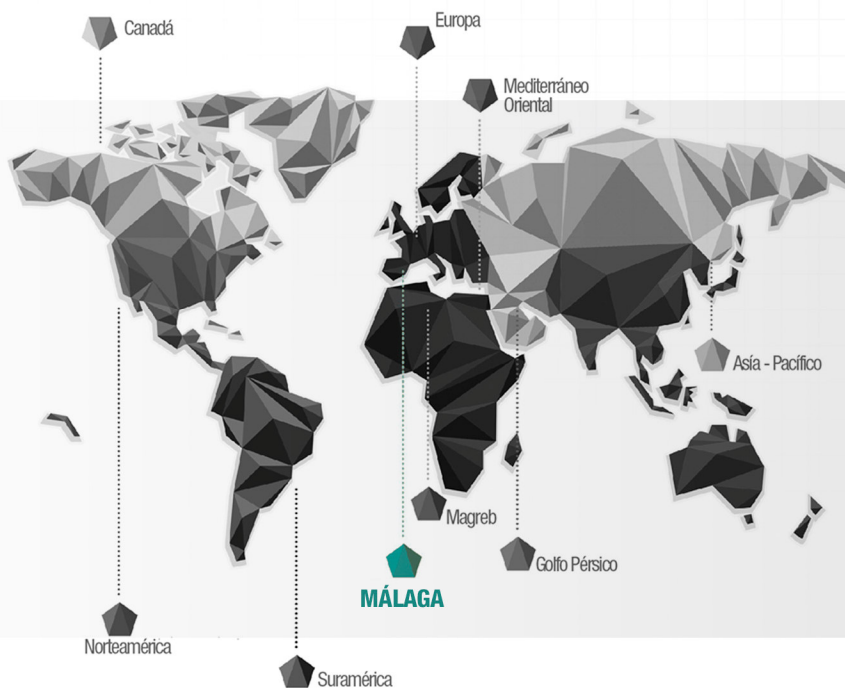 Canadá
Europa
Mediterráneo
Oriental
Asía - Pacífico
Magreb
Golfo Pérsico
MÁLAGA
Norteamérica
Suramérica